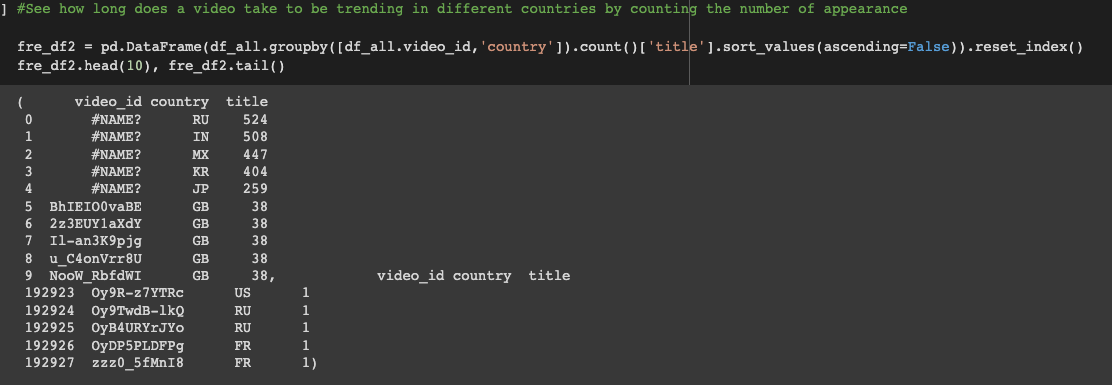 ] #See how long does a video take to be trending in different countries by counting the number of appearance
fre_df2 = pd.DataFrame(df_all.groupby([df_all.video_id,'country']).count()['title'].sort_values(ascending=False)).reset_index()
fre_df2.head(10), fre_df2.tail()
( video_id country title
0 #NAME? RU 524
1 #NAME? IN 508
2 #NAME? MX 447
3 #NAME? KR 404
4 #NAME? JP 259
5 BhIEIO0vaBE GB 38
6 2z3EUY1aXdY GB 38
7 Il-an3K9pjg GB 38
8 u_C4onVrr8U GB 38
9 NooW_RbfdWI GB 38, video_id country title
192923 Oy9R-z7YTRc US 1
192924 Oy9TwdB-lkQ RU 1
192925 OyB4URYrJYo RU 1
192926 OyDP5PLDFPg FR 1
192927 zzz0_5fMnI8 FR 1)